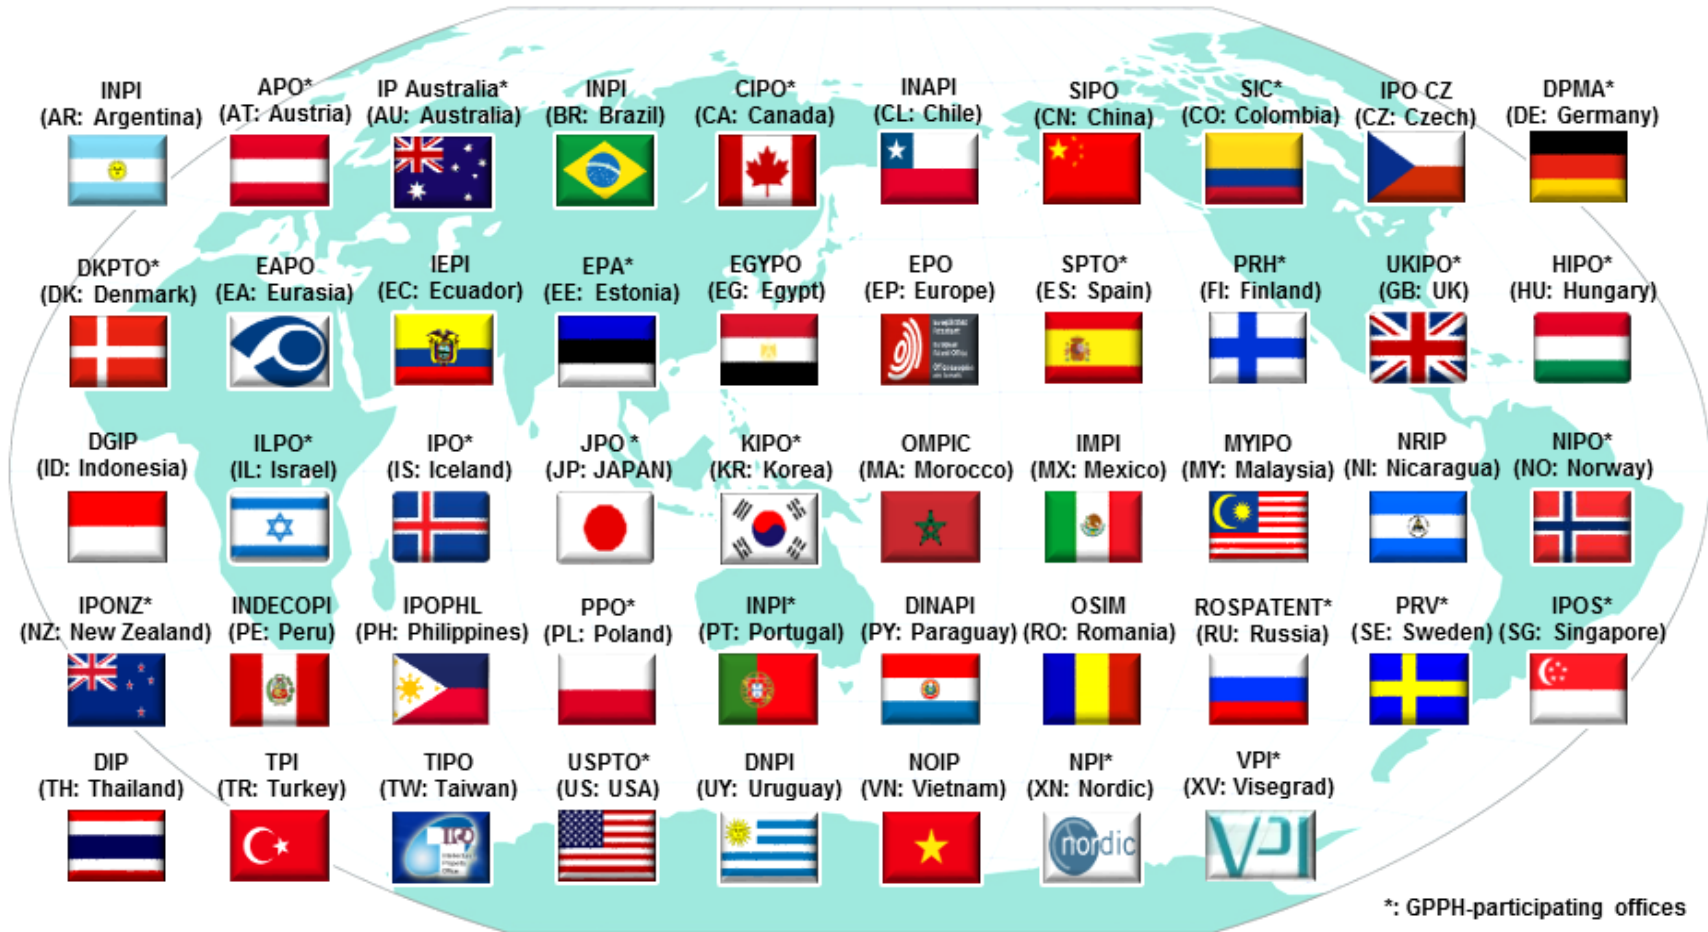 INPI
(AR: Argentina)
APO*
(AT: Austria)
IP Australia*
(AU: Australia)
INPI
(BR: Brazil)
CIPO*
(CA: Canada)
INAPI
(CL: Chile)
SIPO
(CN: China)
SIC*
(CO: Colombia)
IPO CZ
(CZ: Czech)
DPMA*
(DE: Germany)
DKPTO*
(DK: Denmark)
EAPO
(EA: Eurasia)
IEPI
(EC: Ecuador)
EPA*
(EE: Estonia)
EGYPO
(EG: Egypt)
EPO
(EP: Europe)
SPTO*
(ES: Spain)
PRH*
(FI: Finland)
UKIPO*
(GB: UK)
HIPO*
(HU: Hungary)
DGIP
(ID: Indonesia)
ILPO*
(IL: Israel)
IPO*
(IS: Iceland)
JPO *
(JP: JAPAN)
KIPO*
(KR: Korea)
OMPIC
(MA: Morocco)
IMPI
(MX: Mexico)
MYIPO
(MY: Malaysia)
NRIP
(NI: Nicaragua)
NIPO*
(NO: Norway)
IPONZ*
(NZ: New Zealand)
INDECOPI
(PE: Peru)
IPOPHL
(PH: Philippines)
PPO*
(PL: Poland)
INPI*
(PT: Portugal)
DINAPI
(PY: Paraguay)
OSIM
(RO: Romania)
ROSPATENT*
(RU: Russia)
PRV*
(SE: Sweden)
IPOS*
(SG: Singapore)
DIP
(TH: Thailand)
TPI
(TR: Turkey)
TIPO
(TW: Taiwan)
USPTO*
(US: USA)
DNPI
(UY: Uruguay)
NOIP
(VN: Vietnam)
NPI*
(XN: Nordic)
VPI*
(XV: Visegrad)
nordic
VPI
*: GPPH-participating offices